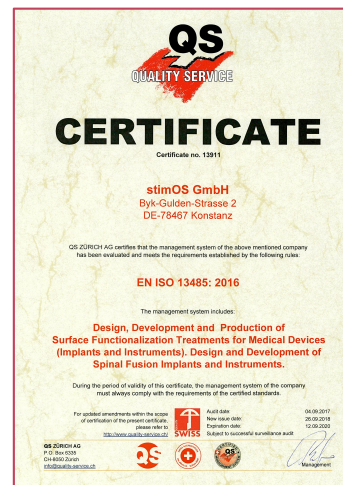 QS
QUALITY SERVICE
CERTIFICATE
Certificate no. 13911
stimOS GmbH
Byk-Gulden-Strasse 2
DE-78467 Konstanz
QS ZÜRICH AG certifies that the management system of the above mentioned company
has been evaluated and meets the requirements established by the following rules:
EN ISO 13485: 2016
The management system includes:
Design, Development and Production of
Surface Functionalization Treatments for Medical Devices
(Implants and Instruments). Design and Development of
Spinal Fusion Implants and Instruments.
During the period of validity of this certificate, the management system of the company
must always comply with the requirements of the certified standards.
For updated amendments within the scope
of certification of the present certificate,
please refer to
http://www.quality-service.ch/
SWISS
Audit date: 04.09.2017
New issue date: 26.09.2018
Expiration date: 12.09.2020
Subject to successful surveillance audit
QS ZÜRICH AG
P.O. Box 6335
CH-8050 Zürich
info@quality-service.ch
QS
QS
Management